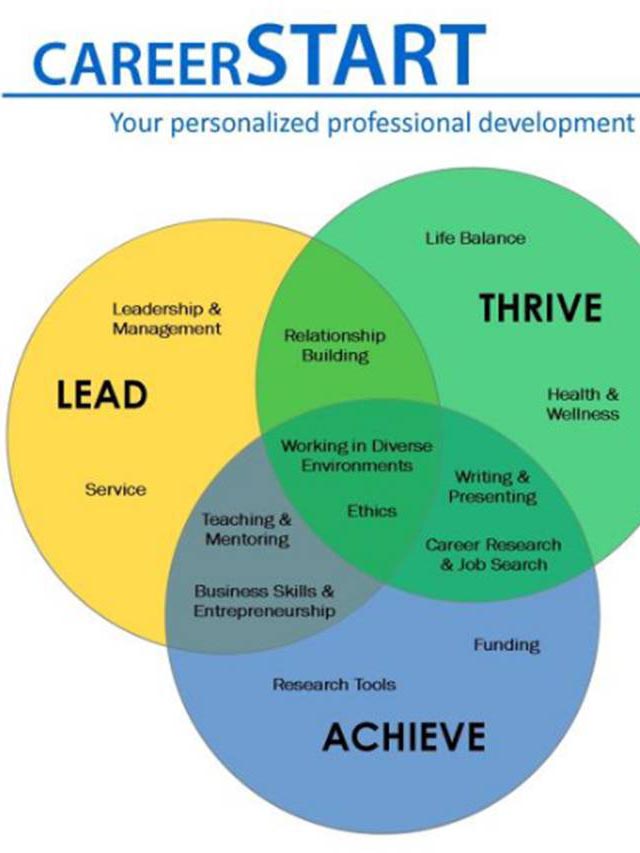 CAREERSTART
Your personalized professional development
Life Balance
THRIVE
Leadership &
Management
Relationship
Building
LEAD
Health &
Wellness
Working in Diverse
Environments
Writing &
Presenting
Service
Ethics
Teaching &
Mentoring
Career Research
& Job Search
Business Skills &
Entrepreneurship
Funding
Research Tools
ACHIEVE